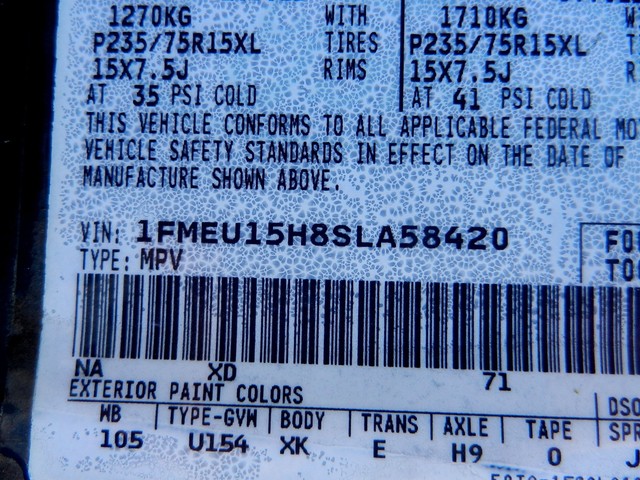 1270KG WITH 1710KG
P235/75R15XL TIRES P235/75R15XL
15X7.5J RIMS 15X7.5J
AT 35 PSI COLD AT 41 PSI COLD
THIS VEHICLE CONFORMS TO ALL APPLICABLE FEDERAL MO
VEHICLE SAFETY STANDARDS IN EFFECT ON THE DATE OF
MANUFACTURE SHOWN ABOVE.
VIN: 1FMEU15H8SLA58420
TYPE: MPV
NA XD 71
EXTERIOR PAINT COLORS DSO
WB TYPE-GVW BODY TRANS AXLE TAPE SPR
105 U154 XK E H9 0 J